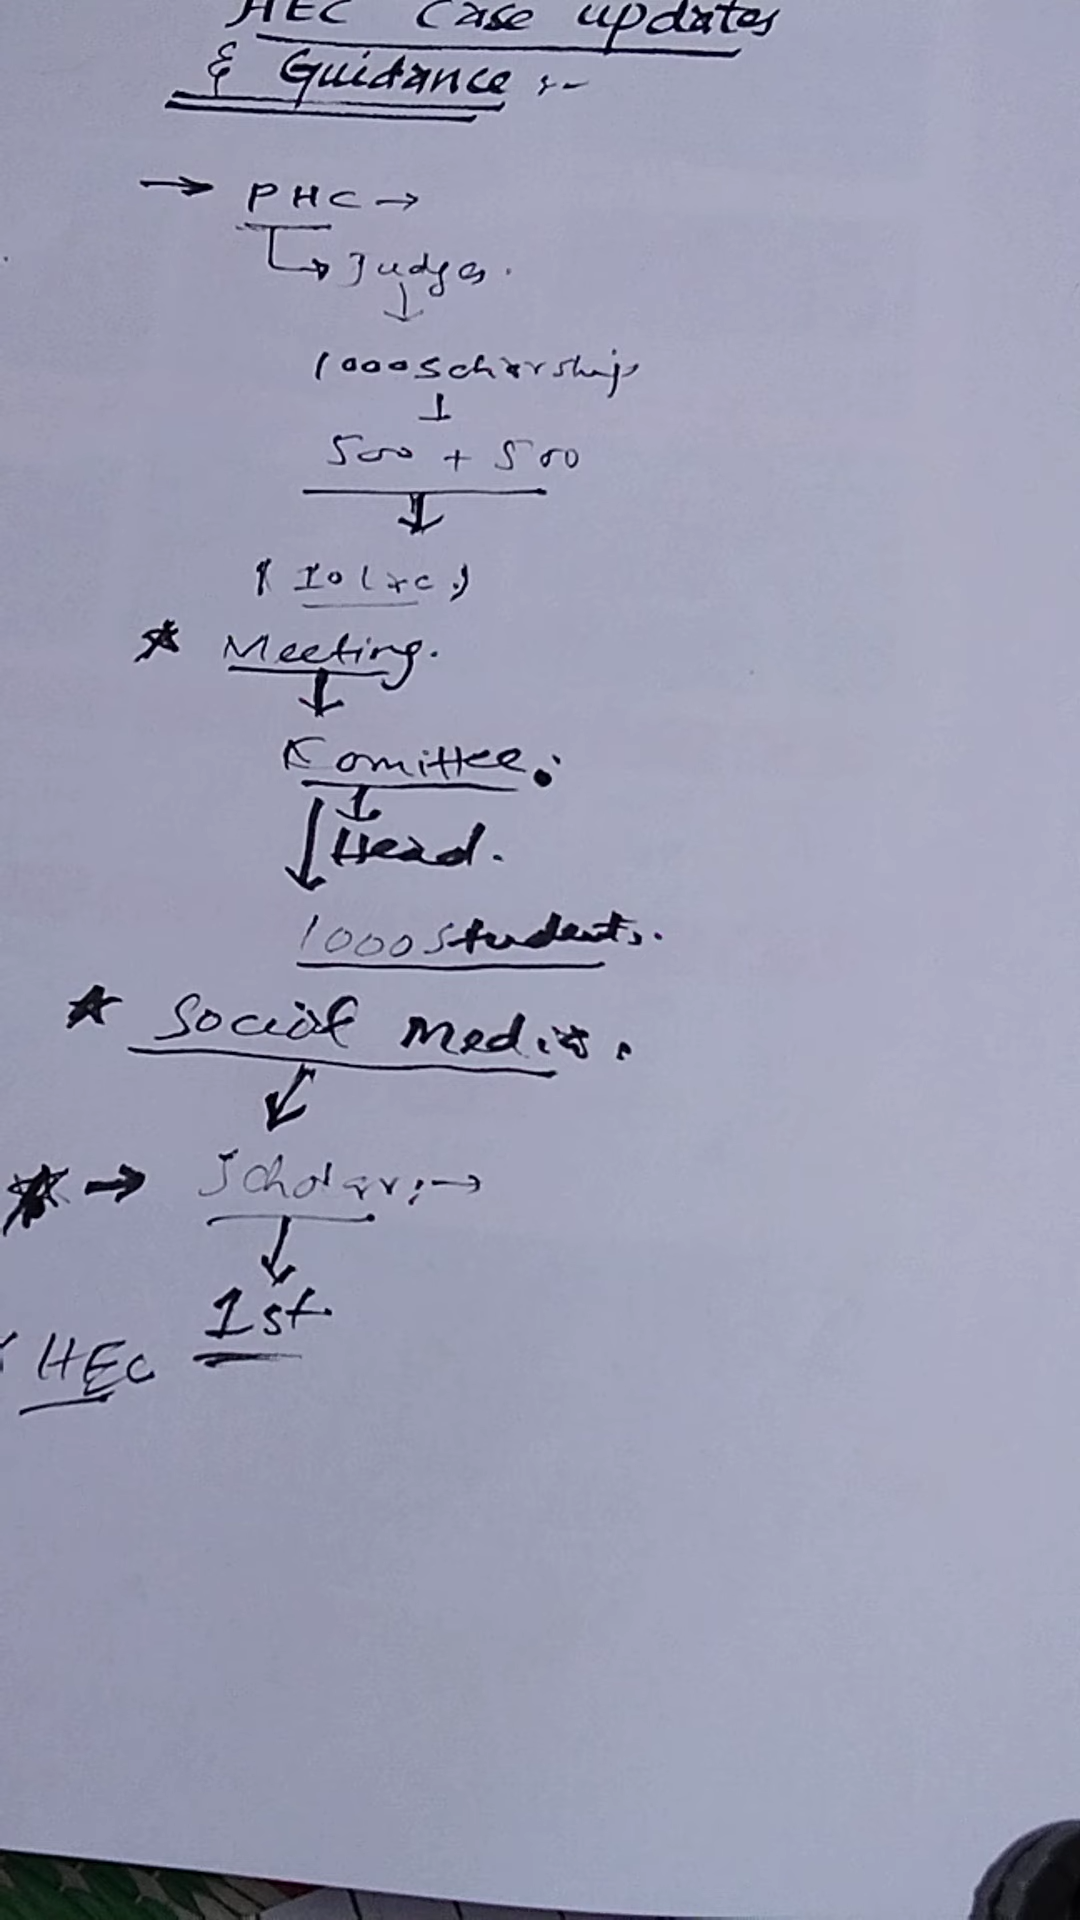 HEC Case updates
& Guidance :-
→ PHC →
Judges.
1000 Scharship
500 + 500
Meeting.
Komittee.
Head.
1000 Students.
Social Media.
Scholar; →
1st.
HEC